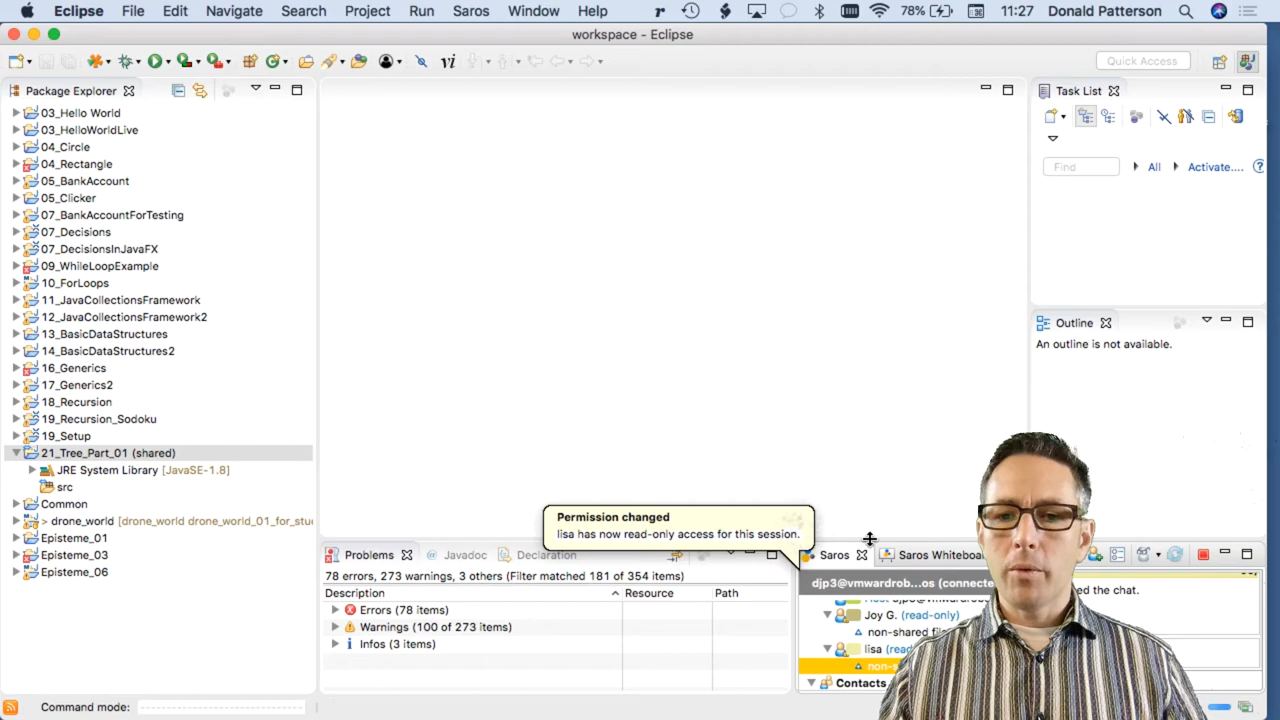 Eclipse File Edit Navigate Search Project Run Saros Window Help 78% 11:27 Donald Patterson
workspace - Eclipse
Quick Access
Package Explorer
Task List
03_Hello World
03_HelloWorldLive
04_Circle
04_Rectangle
05_BankAccount
05_Clicker
07_BankAccountForTesting
07_Decisions
07_DecisionsInJavaFX
09_WhileLoopExample
10_ForLoops
11_JavaCollectionsFramework
12_JavaCollectionsFramework2
13_BasicDataStructures
14_BasicDataStructures2
16_Generics
17_Generics2
18_Recursion
19_Recursion_Sodoku
19_Setup
21_Tree_Part_01 (shared)
JRE System Library [JavaSE-1.8]
src
Common
> drone_world [drone_world drone_world_01_for_stu
Episteme_01
Episteme_03
Episteme_06
Find All Activate....
Outline
An outline is not available.
Permission changed
lisa has now read-only access for this session.
Problems Javadoc Declaration
78 errors, 273 warnings, 3 others (Filter matched 181 of 354 items)
Description Resource Path
Errors (78 items)
Warnings (100 of 273 items)
Infos (3 items)
Saros Saros Whiteboa
djp3@vmwardrob...os (connecte
ed the chat.
Joy G. (read-only)
non-shared fi
lisa (read
non-s
Contacts
Command mode: